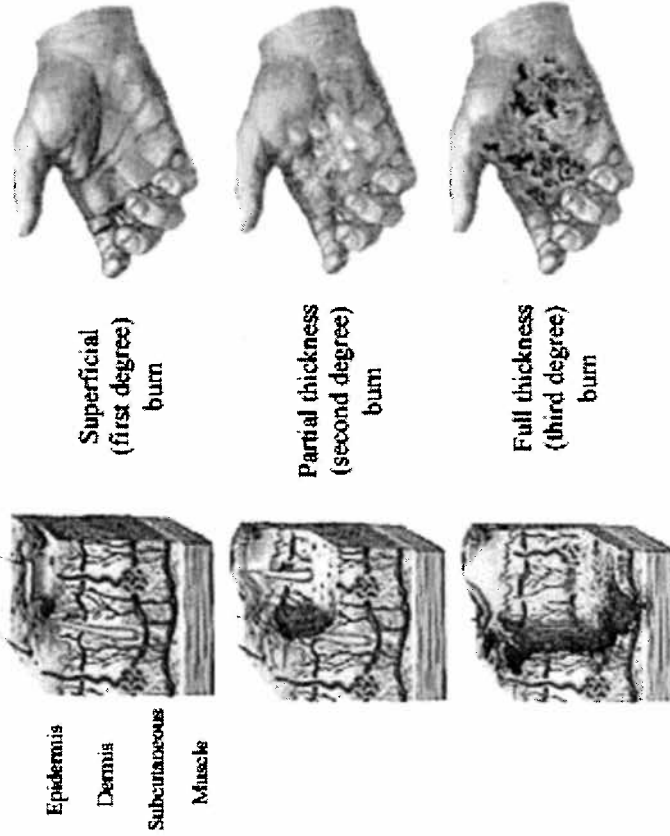 Epidermis
Dermis
Subcutaneous
Muscle
Superficial
(first degree)
burn
Partial thickness
(second degree)
burn
Full thickness
(third degree)
burn